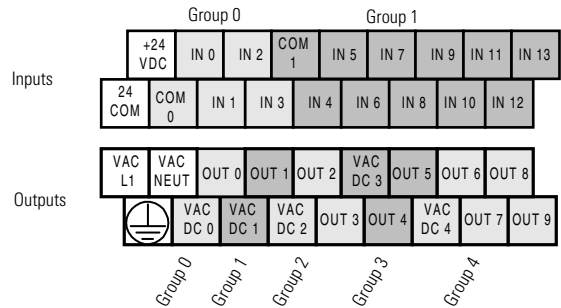 Group 0 Group 1
Inputs
+24 VDC IN 0 IN 2 COM 1 IN 5 IN 7 IN 9 IN 11 IN 13
24 COM COM 0 IN 1 IN 3 IN 4 IN 6 IN 8 IN 10 IN 12
Outputs
VAC L1 VAC NEUT OUT 0 OUT 1 OUT 2 VAC DC 3 OUT 5 OUT 6 OUT 8
VAC DC 0 VAC DC 1 VAC DC 2 OUT 3 OUT 4 VAC DC 4 OUT 7 OUT 9
Group 0 Group 1 Group 2 Group 3 Group 4